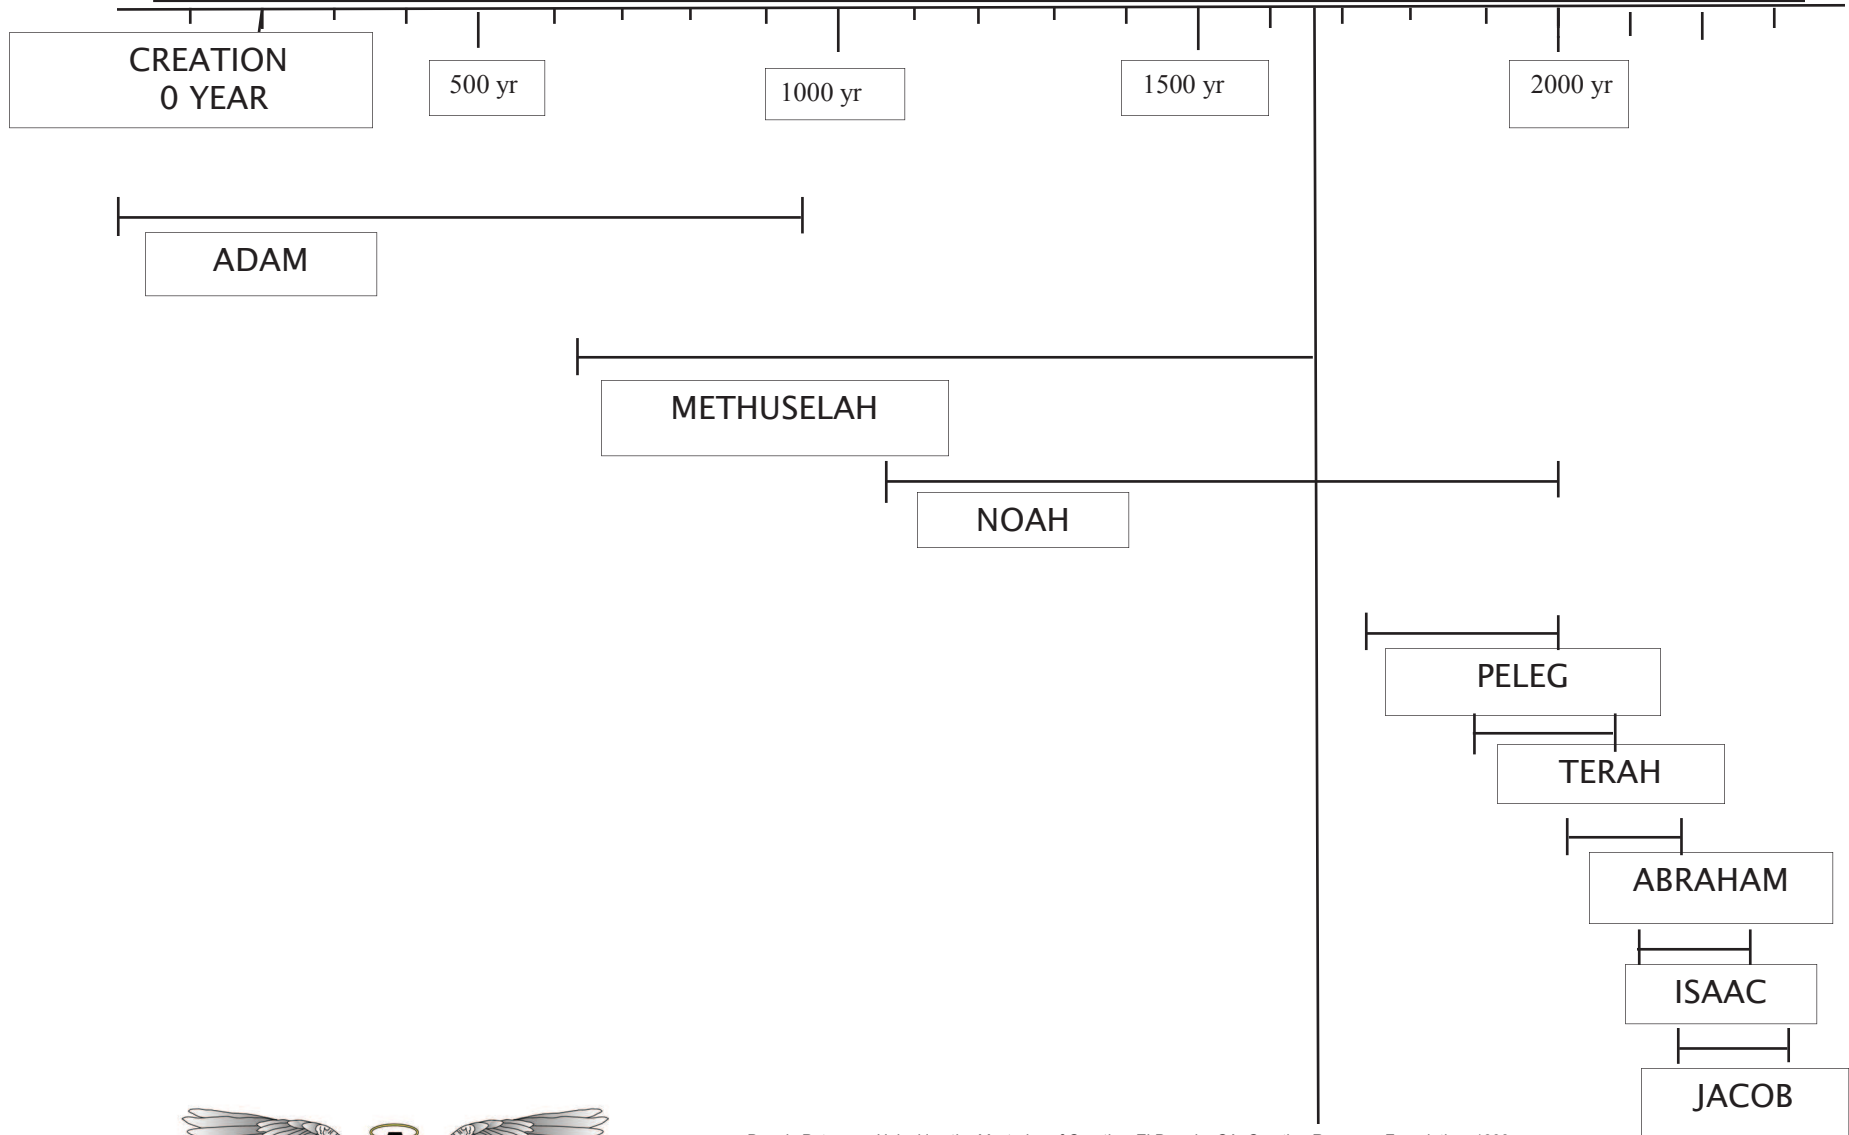 CREATION
0 YEAR
500 yr
1000 yr
1500 yr
2000 yr
ADAM
METHUSELAH
NOAH
PELEG
TERAH
ABRAHAM
ISAAC
JACOB